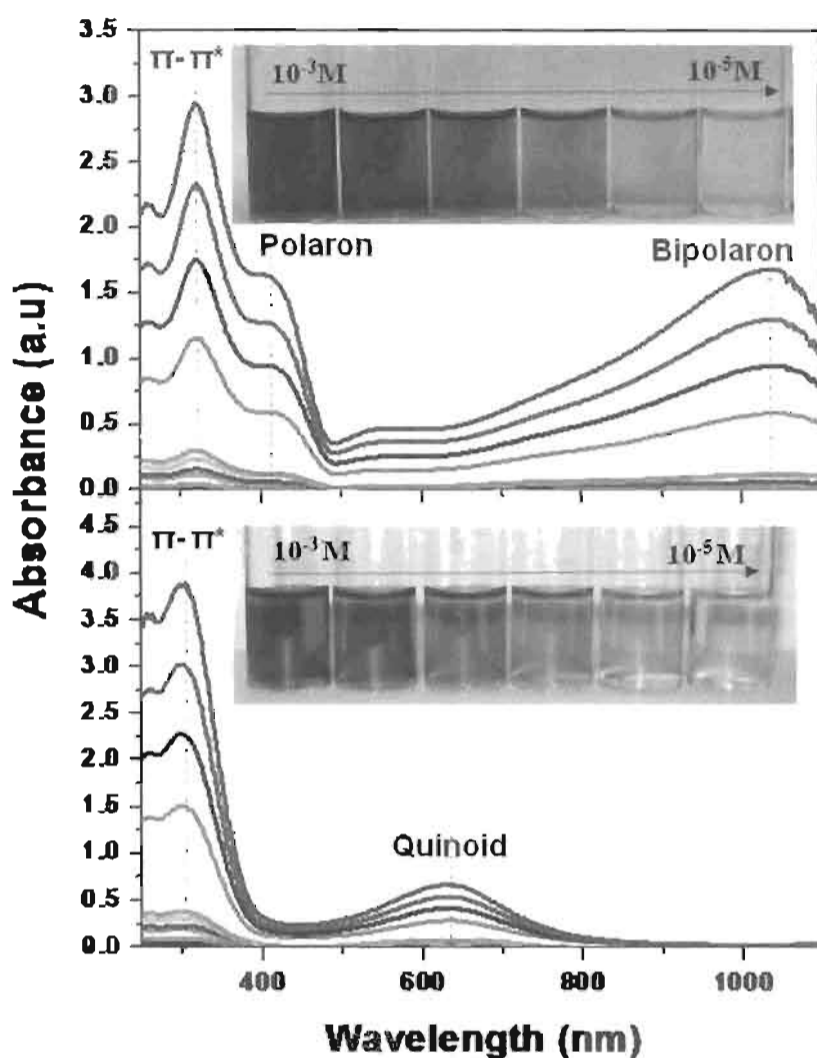 3.5
3.0
2.5
2.0
1.5
1.0
0.5
0.0
π-π*
10⁻³M
10⁻⁵M
Polaron
Bipolaron
Absorbance (a.u)
4.5
4.0
3.5
3.0
2.5
2.0
1.5
1.0
0.5
0.0
π-π*
10⁻³M
10⁻⁵M
Quinoid
400
600
800
1000
Wavelength (nm)